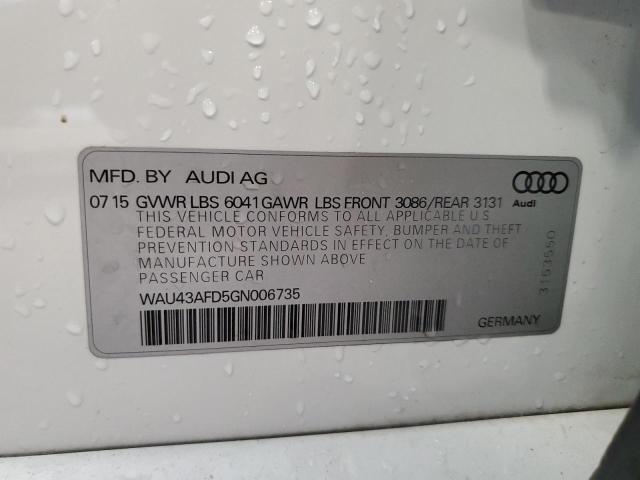 MFD. BY AUDI AG
07 15 GVWR LBS 6041 GAWR LBS FRONT 3086/REAR 3131
THIS VEHICLE CONFORMS TO ALL APPLICABLE U S
FEDERAL MOTOR VEHICLE SAFETY, BUMPER AND THEFT
PREVENTION STANDARDS IN EFFECT ON THE DATE OF
MANUFACTURE SHOWN ABOVE
PASSENGER CAR
WAU43AFD5GN006735
Audi
3153550
GERMANY